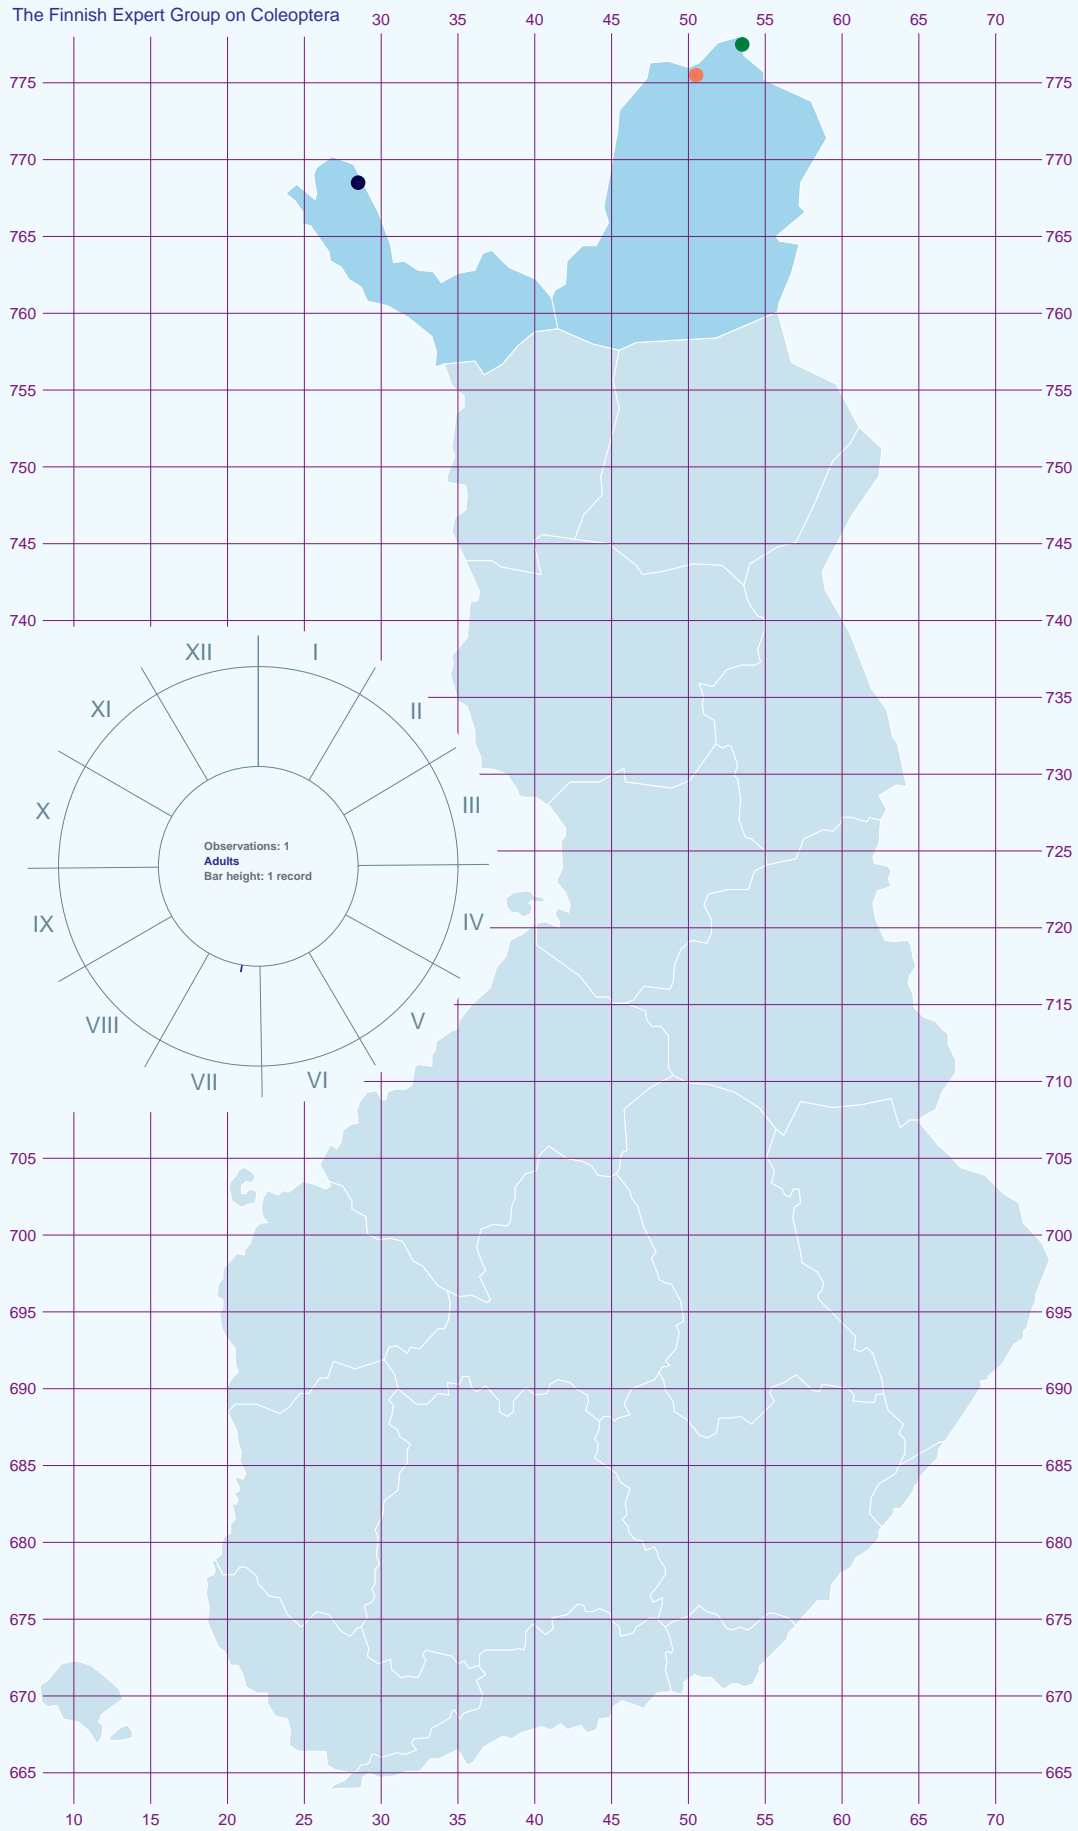 The Finnish Expert Group on Coleoptera
30 35 40 45 50 55 60 65 70
775 775
770 770
765 765
760 760
755 755
750 750
745 745
740 740
XII I
XI II
735
730
X III
Observations: 1
Adults
Bar height: 1 record
725
IX IV
720
VIII V
715
VII VI
710
705 705
700 700
695 695
690 690
685 685
680 680
675 675
670 670
665 665
10 15 20 25 30 35 40 45 50 55 60 65 70